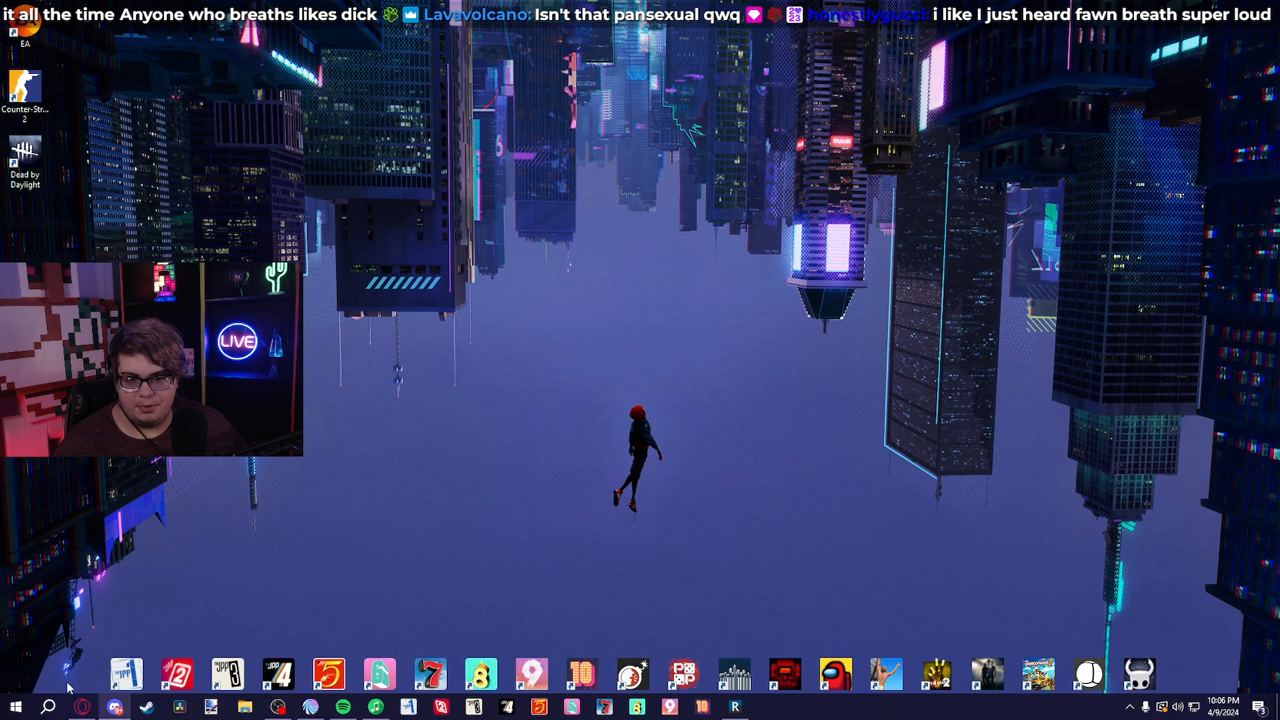 it all the time Anyone who breaths likes dick Lavavolcano: Isn't that pansexual qwq honestlygucci: i like I just heard fawn breath super loud
EA
Counter-Str...
2
Dead by
Daylight
LIVE
10:06 PM
4/9/2024